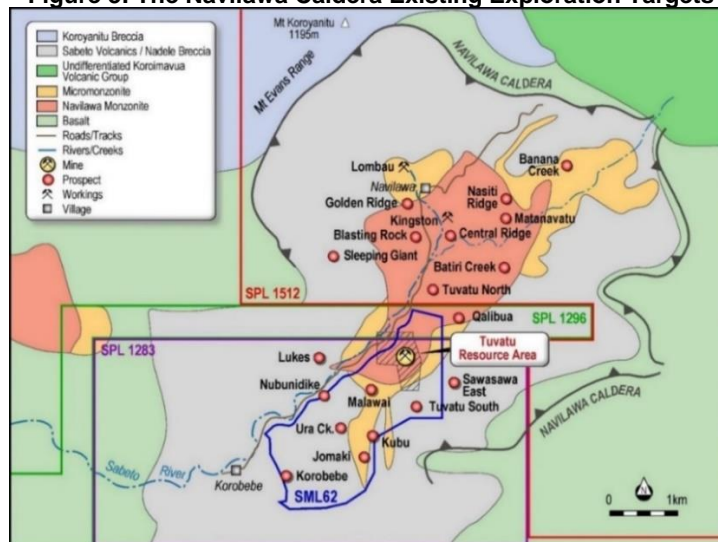 Figure 3. The Navilawa Caldera Existing Exploration Targets
Koroyanitu Breccia
Sabeto Volcanics / Nadele Breccia
Undifferentiated Koroimavua
Volcanic Group
Micromonzonite
Navilawa Monzonite
Basalt
Roads/Tracks
Rivers/Creeks
Mine
Prospect
Workings
Village
Mt Koroyanitu
1195m
Mt Evans Range
NAVILAWA CALDERA
Lombau
Navilawa
Banana
Creek
Golden Ridge
Nasiti
Ridge
Kingston
Matanavatu
Blasting Rock
Central Ridge
Sleeping Giant
Batiri Creek
Tuvatu North
SPL 1512
Qalibua
SPL 1296
SPL 1283
Tuvatu
Resource Area
Lukes
Nubunidike
Malawai
Sawasawa
East
Tuvatu South
NAVILAWA CALDERA
Ura Ck.
Kubu
Jomaki
Sabeto River
Korobebe
Korobebe
SML62
N
0 1km